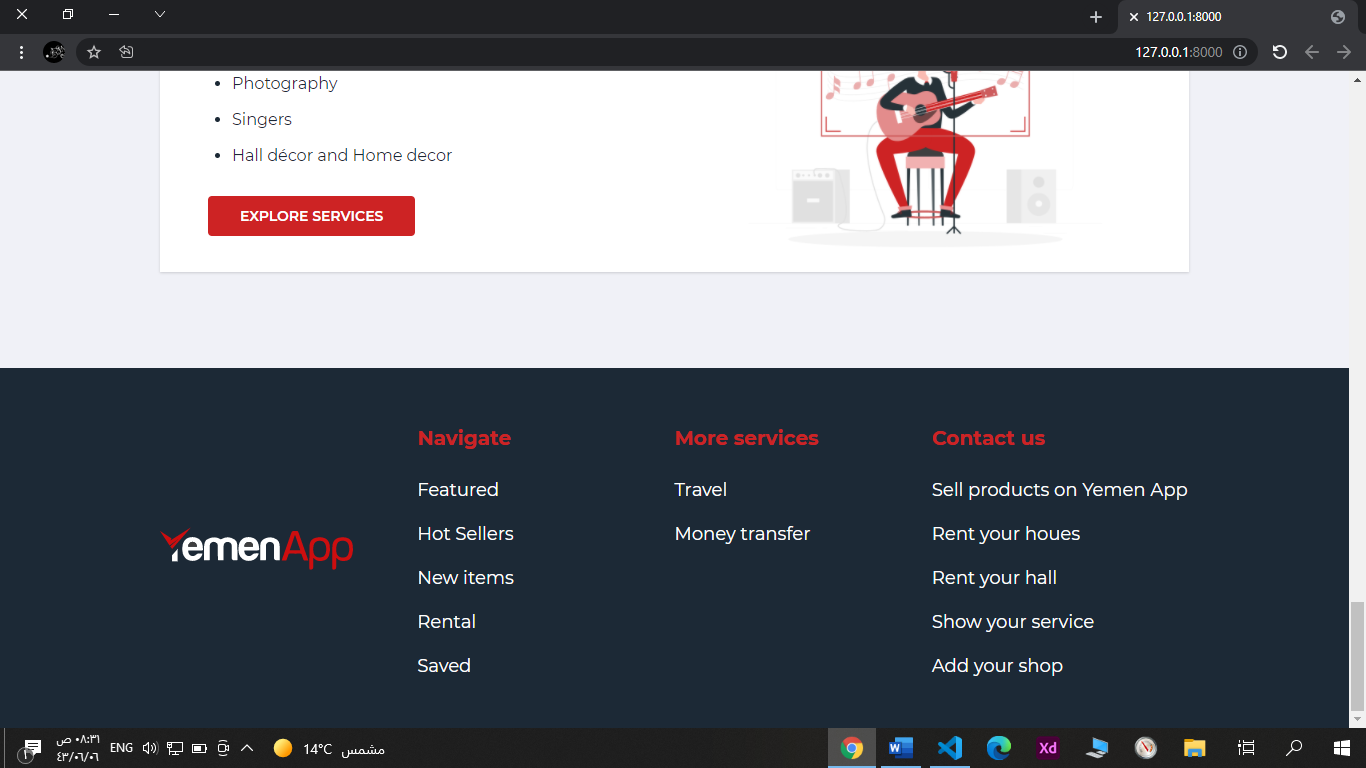 127.0.0.1:8000
127.0.0.1:8000
Photography
Singers
Hall décor and Home decor
EXPLORE SERVICES
YemenApp
Navigate
Featured
Hot Sellers
New items
Rental
Saved
More services
Travel
Money transfer
Contact us
Sell products on Yemen App
Rent your houes
Rent your hall
Show your service
Add your shop
١
٠٨:٣١ ص
٤٣/٠٦/٠٦
ENG
14°C مشمس
Xd